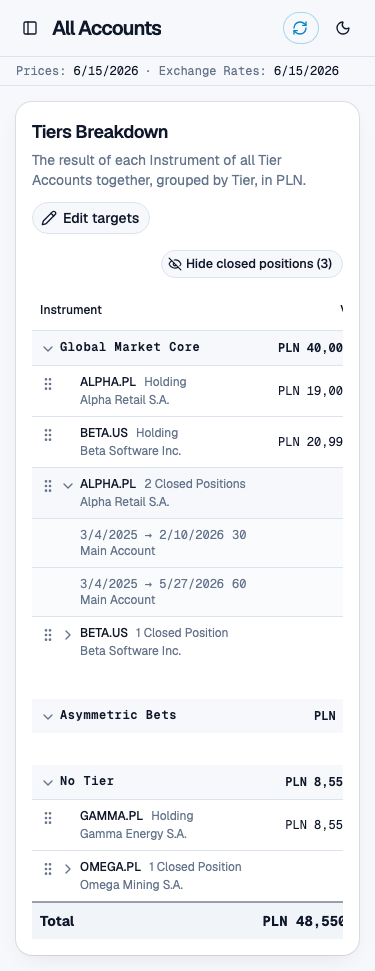 All Accounts
Prices: 6/15/2026 · Exchange Rates: 6/15/2026
Tiers Breakdown
The result of each Instrument of all Tier
Accounts together, grouped by Tier, in PLN.
Edit targets
Hide closed positions (3)
Instrument
Global Market Core PLN 40,00
ALPHA.PL Holding PLN 19,00
Alpha Retail S.A.
BETA.US Holding PLN 20,99
Beta Software Inc.
ALPHA.PL 2 Closed Positions
Alpha Retail S.A.
3/4/2025 → 2/10/2026 30
Main Account
3/4/2025 → 5/27/2026 60
Main Account
BETA.US 1 Closed Position
Beta Software Inc.
Asymmetric Bets PLN
No Tier PLN 8,55
GAMMA.PL Holding PLN 8,55
Gamma Energy S.A.
OMEGA.PL 1 Closed Position
Omega Mining S.A.
Total PLN 48,550